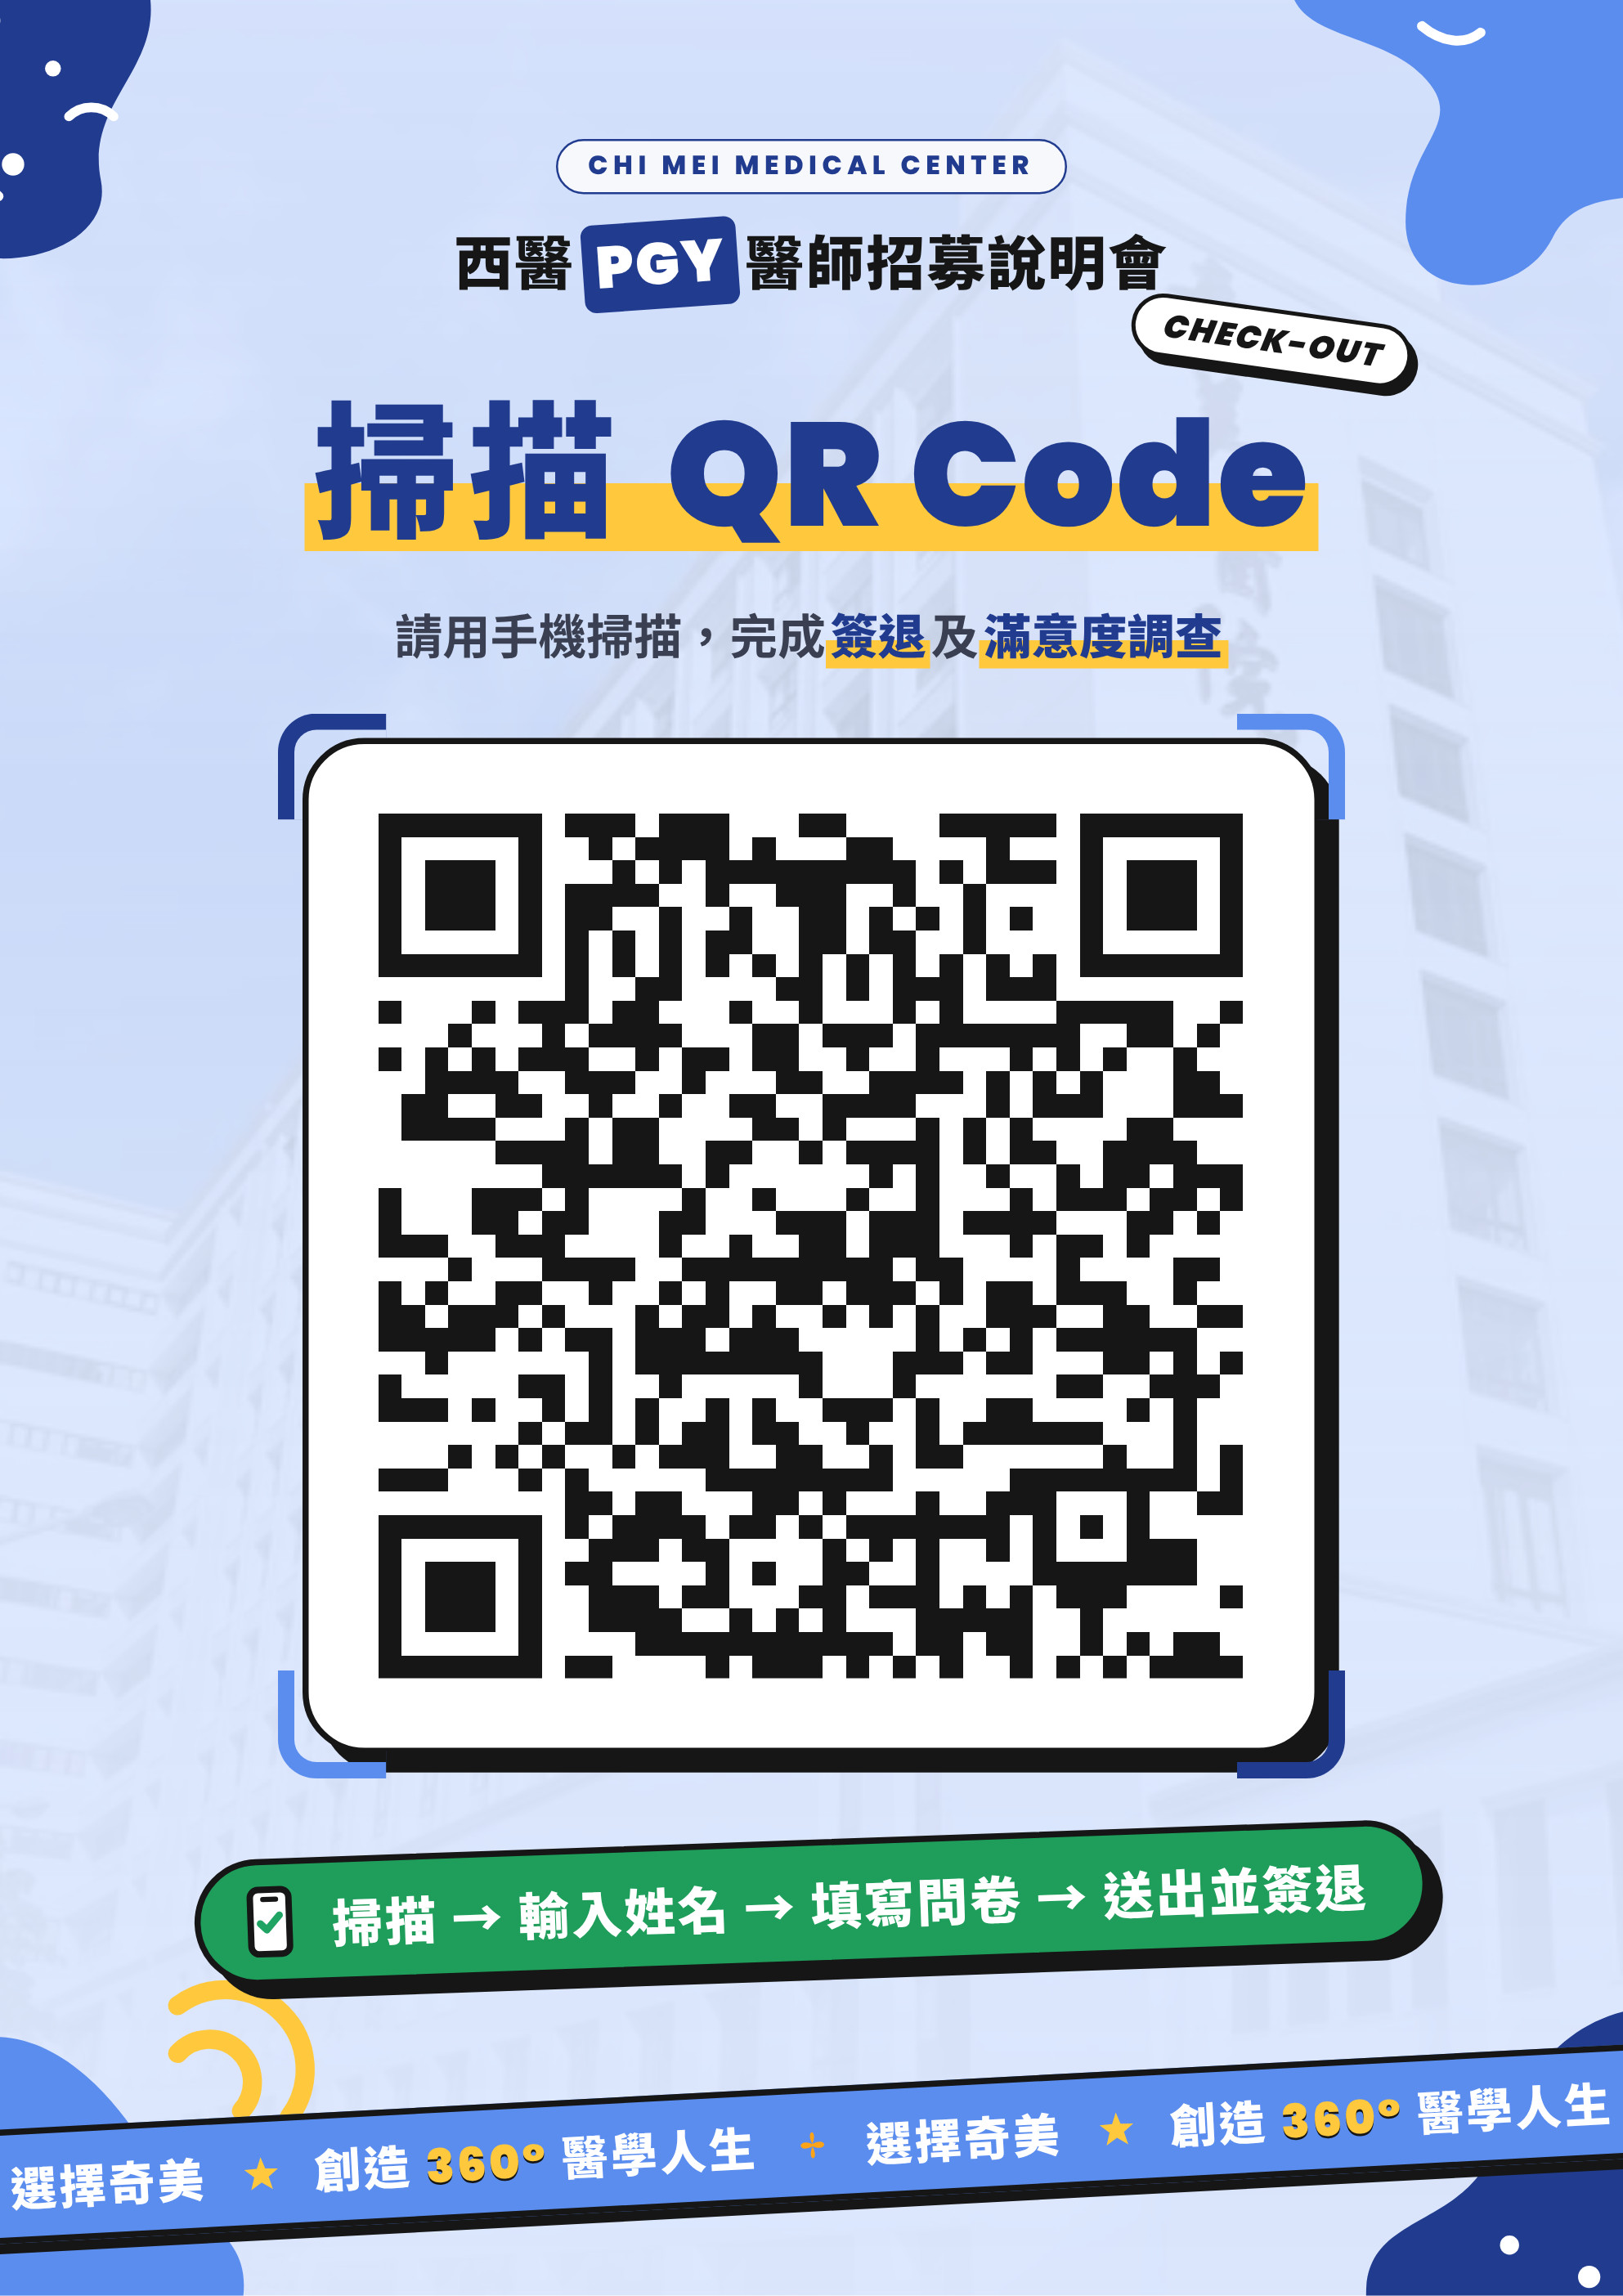 CHI MEI MEDICAL CENTER
西醫 PGY 醫師招募說明會
CHECK-OUT
掃描 QR Code
請用手機掃描，完成簽退及滿意度調查
掃描 → 輸入姓名 → 填寫問卷 → 送出並簽退
選擇奇美 ★ 創造 360° 醫學人生 選擇奇美 ★ 創造 360° 醫學人生